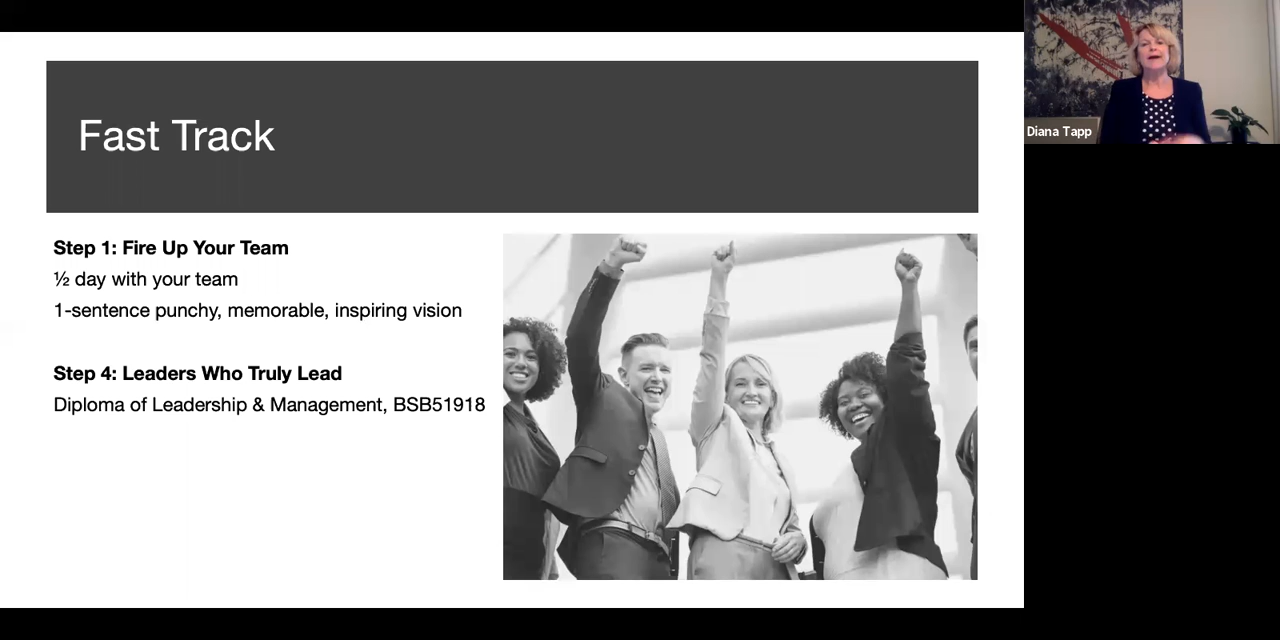 Fast Track
Step 1: Fire Up Your Team
½ day with your team
1-sentence punchy, memorable, inspiring vision
Step 4: Leaders Who Truly Lead
Diploma of Leadership & Management, BSB51918
Diana Tapp